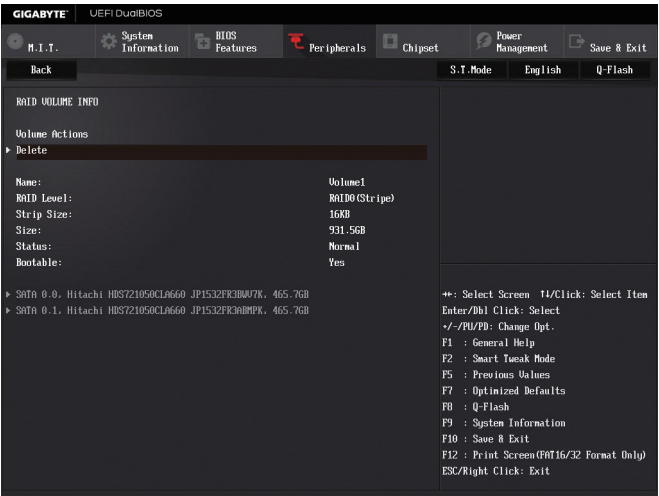 GIGABYTE™ UEFI DualBIOS
M.I.T. System Information BIOS Features Peripherals Chipset Power Management Save & Exit
Back S.T.Mode English Q-Flash
RAID VOLUME INFO
Volume Actions
Delete
Name: Volume1
RAID Level: RAID0(Stripe)
Strip Size: 16KB
Size: 931.5GB
Status: Normal
Bootable: Yes
SATA 0.0, Hitachi HDS721050CLA660 JP1532FR3BWV7K, 465.7GB
SATA 0.1, Hitachi HDS721050CLA660 JP1532FR3ABMPK, 465.7GB
→←: Select Screen ↑↓/Click: Select Item
Enter/Dbl Click: Select
+/-/PU/PD: Change Opt.
F1 : General Help
F2 : Smart Tweak Mode
F5 : Previous Values
F7 : Optimized Defaults
F8 : Q-Flash
F9 : System Information
F10 : Save & Exit
F12 : Print Screen(FAT16/32 Format Only)
ESC/Right Click: Exit